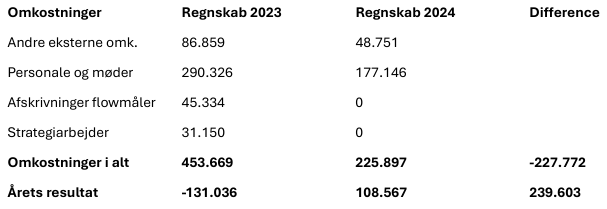 Omkostninger Regnskab 2023 Regnskab 2024 Difference
Andre eksterne omk. 86.859 48.751
Personale og møder 290.326 177.146
Afskrivninger flowmåler 45.334 0
Strategiarbejder 31.150 0
Omkostninger i alt 453.669 225.897 -227.772
Årets resultat -131.036 108.567 239.603